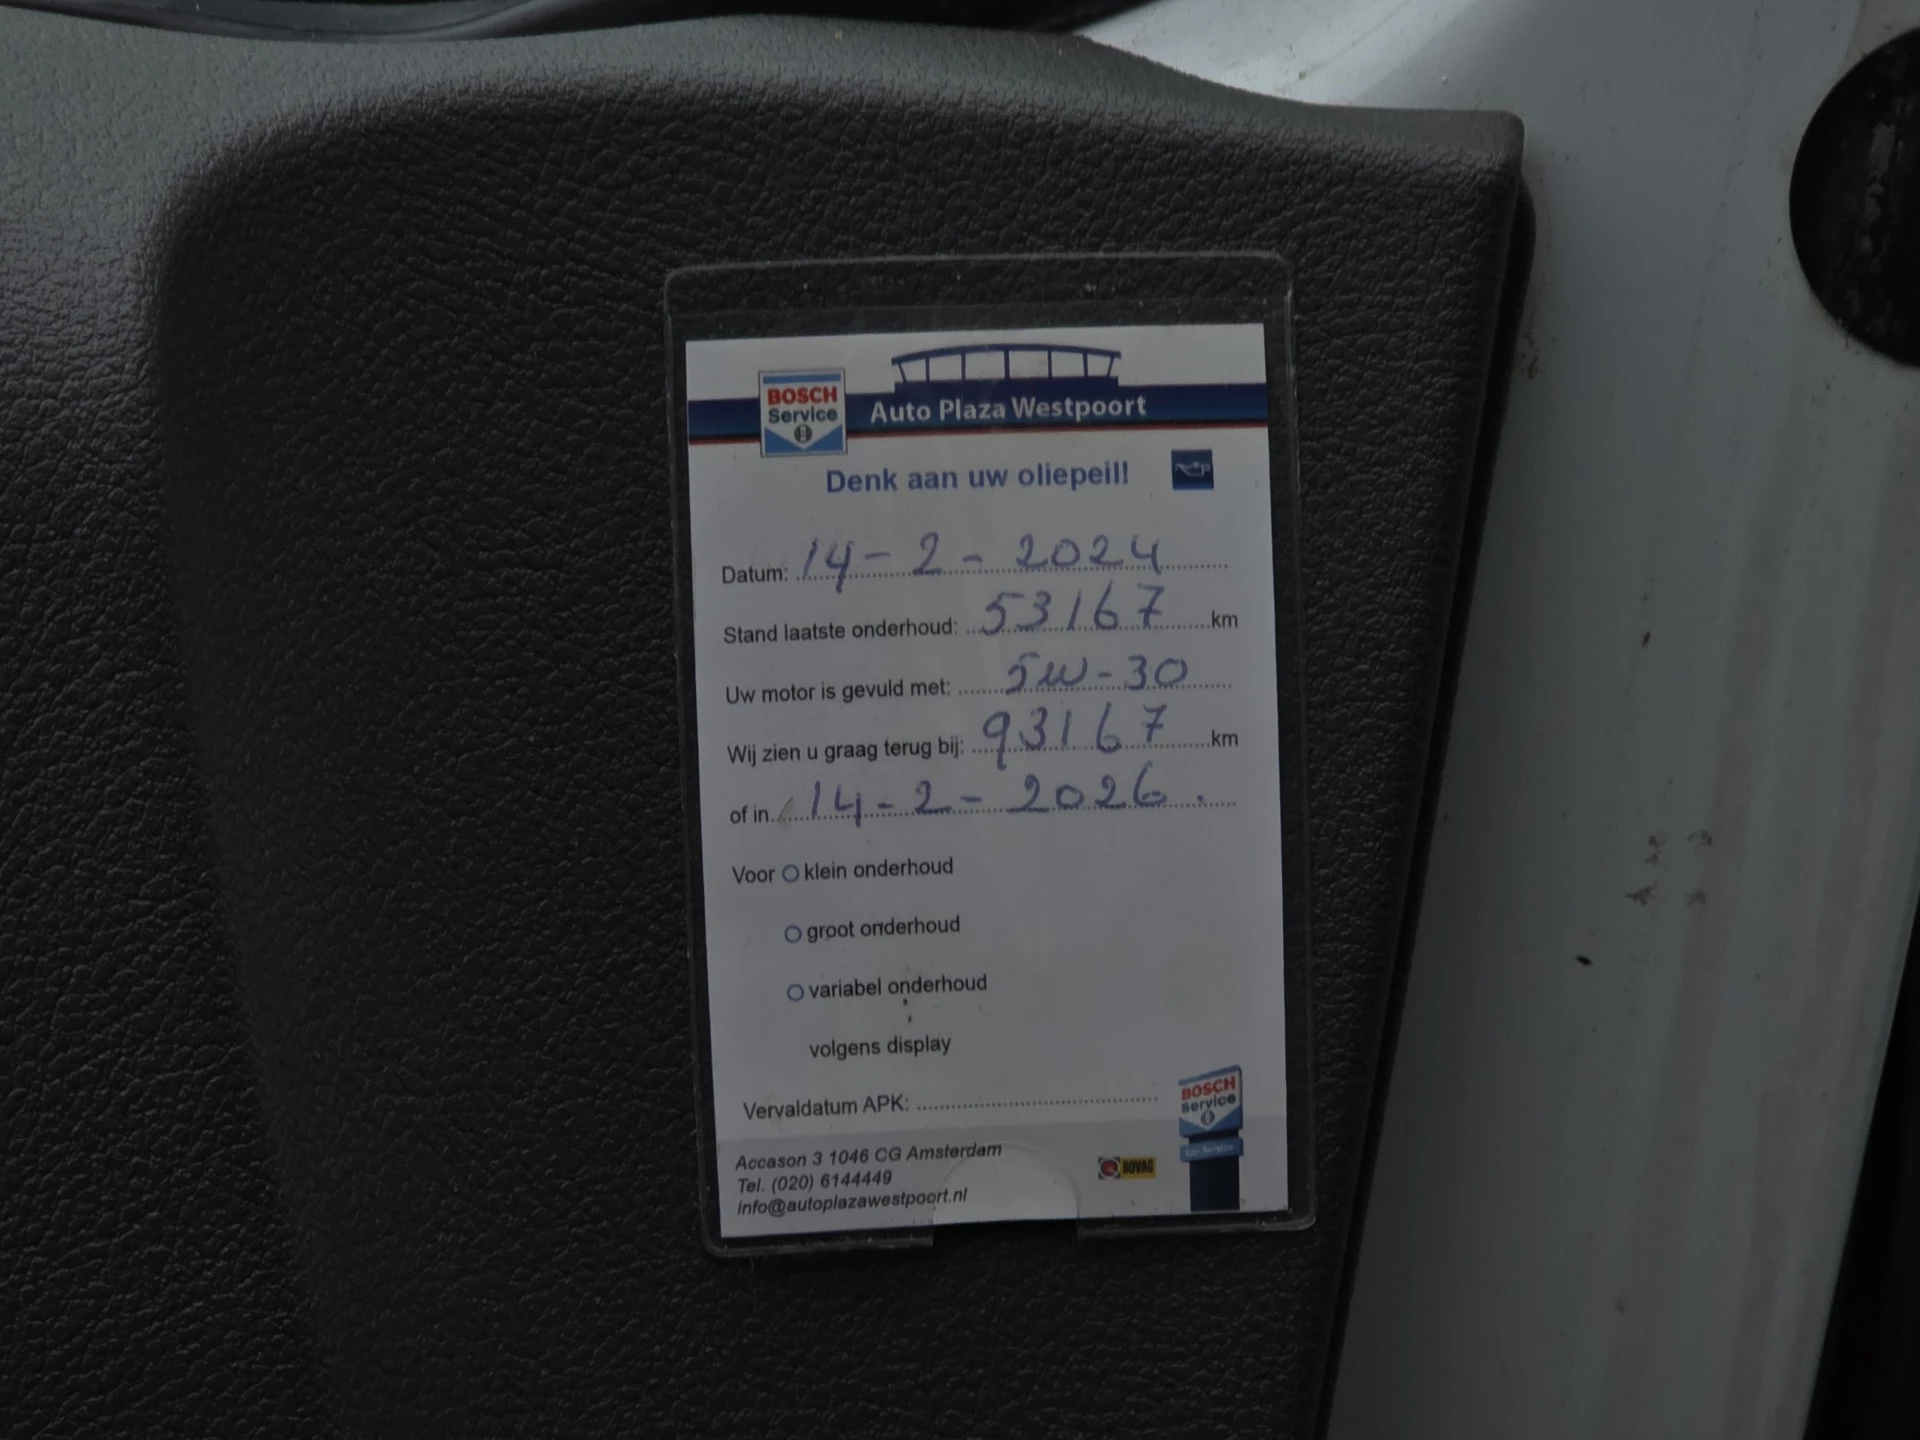 BOSCH
Service
Auto Plaza Westpoort
Denk aan uw oliepeil!
Datum: 14-2-2024
Stand laatste onderhoud: 53167 km
Uw motor is gevuld met: 5W-30
Wij zien u graag terug bij: 93167 km
of in 14-2-2026.
Voor O klein onderhoud
O groot onderhoud
O variabel onderhoud
volgens display
Vervaldatum APK:
BOSCH
Service
Accason 3 1046 CG Amsterdam
Tel. (020) 6144449
info@autoplazawestpoort.nl
BOVAG